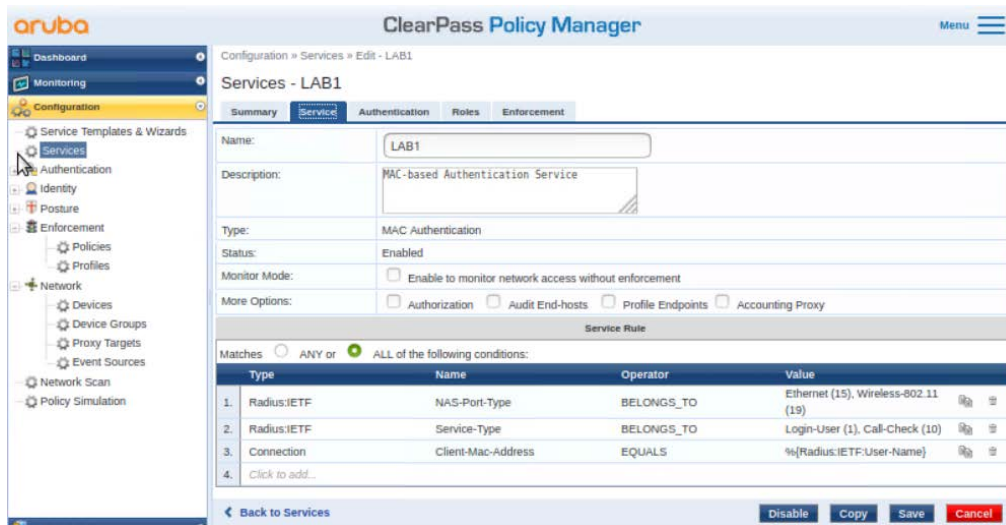 aruba
ClearPass Policy Manager
Menu
Dashboard
Monitoring
Configuration
Service Templates & Wizards
Services
Authentication
Identity
Posture
Enforcement
Policies
Profiles
Network
Devices
Device Groups
Proxy Targets
Event Sources
Network Scan
Policy Simulation
Configuration » Services » Edit - LAB1
Services - LAB1
Summary Service Authentication Roles Enforcement
Name: LAB1
Description: MAC-based Authentication Service
Type: MAC Authentication
Status: Enabled
Monitor Mode: Enable to monitor network access without enforcement
More Options: Authorization Audit End-hosts Profile Endpoints Accounting Proxy
Service Rule
Matches ANY or ALL of the following conditions:
Type Name Operator Value
1. Radius:IETF NAS-Port-Type BELONGS_TO Ethernet (15), Wireless-802.11
(19)
2. Radius:IETF Service-Type BELONGS_TO Login-User (1), Call-Check (10)
3. Connection Client-Mac-Address EQUALS %{Radius:IETF:User-Name}
4. Click to add...
Back to Services Disable Copy Save Cancel